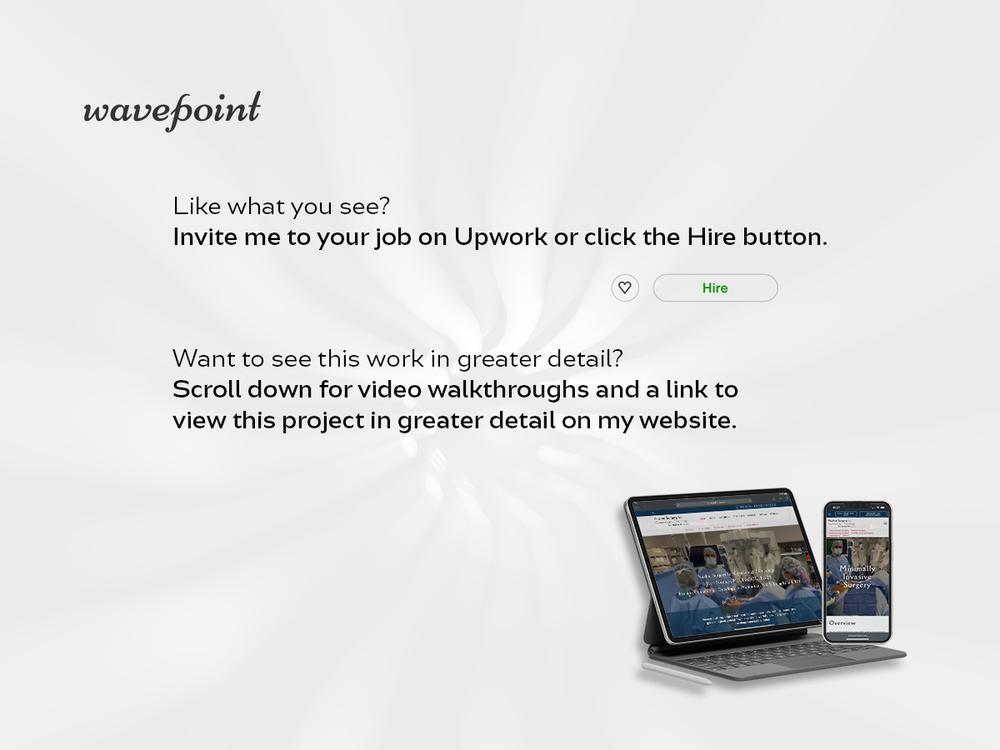 wavepoint
Like what you see?
Invite me to your job on Upwork or click the Hire button.
Hire
Want to see this work in greater detail?
Scroll down for video walkthroughs and a link to
view this project in greater detail on my website.
Minimally
Invasive
Surgery
Overview